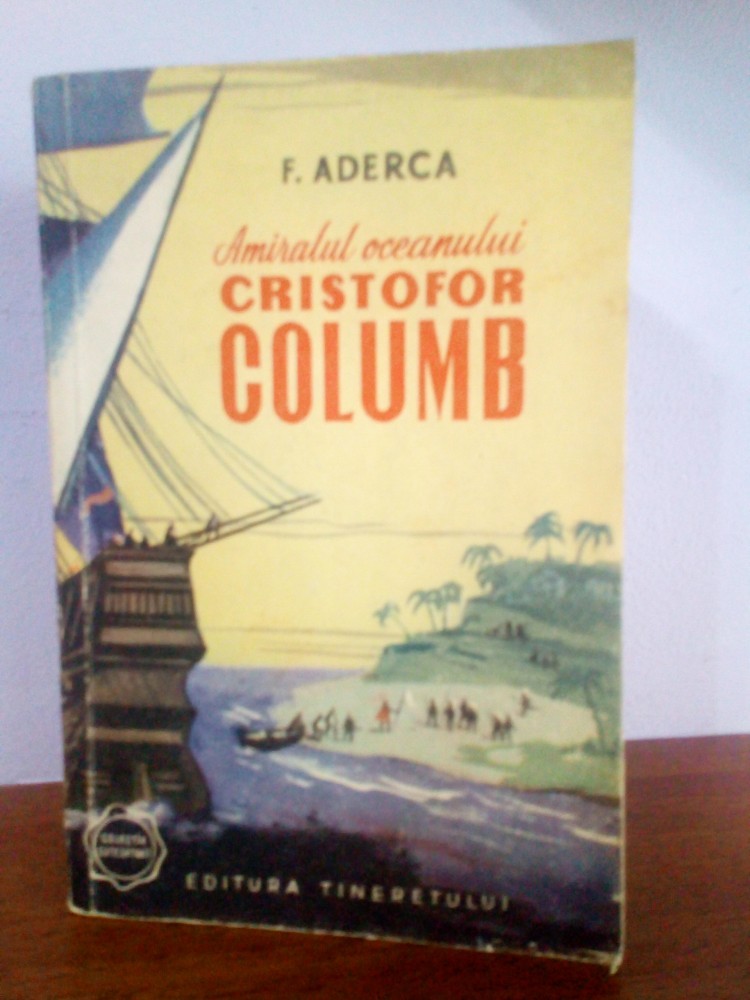 F. ADERCA
Amiralul oceanului
CRISTOFOR
COLUMB
EDITURA TINERETULUI